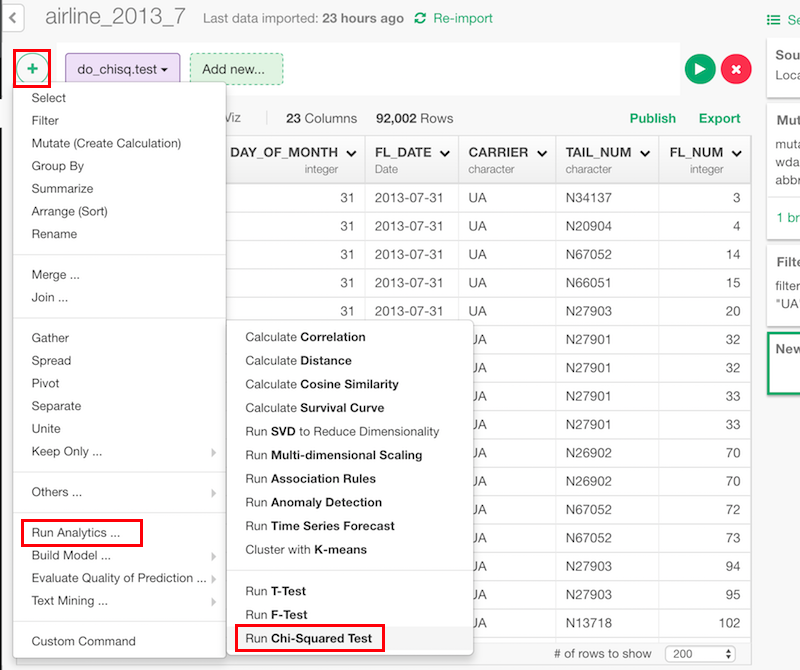 airline_2013_7 Last data imported: 23 hours ago Re-import
+ do_chisq.test Add new...
Viz 23 Columns 92,002 Rows Publish Export
DAY_OF_MONTH FL_DATE CARRIER TAIL_NUM FL_NUM
integer Date character character integer
31 2013-07-31 UA N34137 3
31 2013-07-31 UA N20904 4
31 2013-07-31 UA N67052 14
31 2013-07-31 UA N66051 15
31 2013-07-31 UA N27903 20
UA N27901 32
UA N27901 32
UA N27901 33
UA N27901 33
UA N26902 70
UA N26902 70
UA N67052 72
UA N67052 73
UA N27903 94
UA N27903 95
UA N13718 102
# of rows to show 200
Select
Filter
Mutate (Create Calculation)
Group By
Summarize
Arrange (Sort)
Rename
Merge ...
Join ...
Gather
Spread
Pivot
Separate
Unite
Keep Only ...
Others ...
Run Analytics ...
Build Model ...
Evaluate Quality of Prediction ...
Text Mining ...
Custom Command
Calculate Correlation
Calculate Distance
Calculate Cosine Similarity
Calculate Survival Curve
Run SVD to Reduce Dimensionality
Run Multi-dimensional Scaling
Run Association Rules
Run Anomaly Detection
Run Time Series Forecast
Cluster with K-means
Run T-Test
Run F-Test
Run Chi-Squared Test
Se
Sou
Loca
Mut
muta
wda
abbr
1 br
Filte
filter
"UA"
New